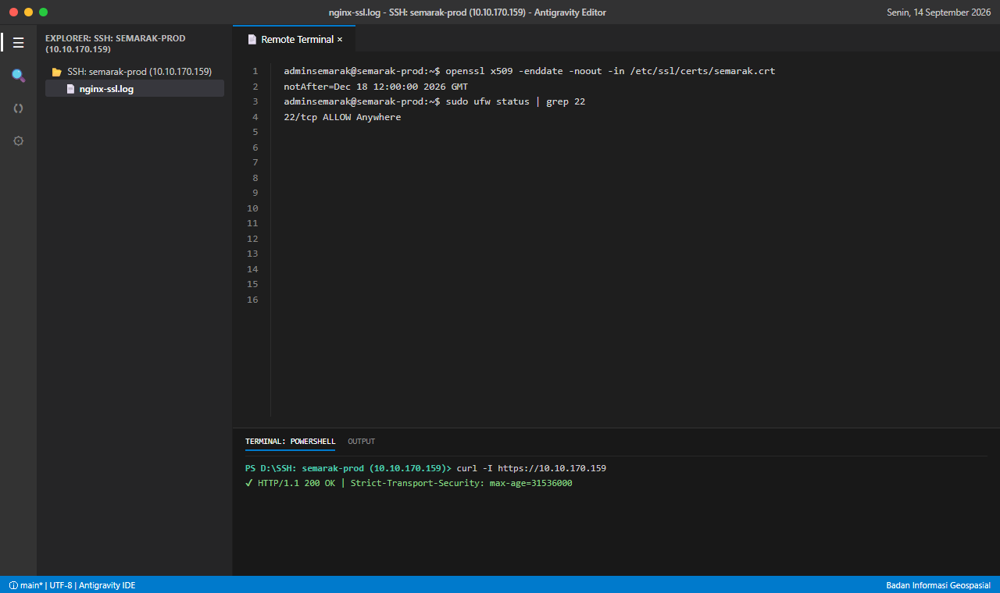 nginx-ssl.log - SSH: semarak-prod (10.10.170.159) - Antigravity Editor
Senin, 14 September 2026
EXPLORER: SSH: SEMARAK-PROD
(10.10.170.159)
SSH: semarak-prod (10.10.170.159)
nginx-ssl.log
Remote Terminal ×
1 adminsemarak@semarak-prod:~$ openssl x509 -enddate -noout -in /etc/ssl/certs/semarak.crt
2 notAfter=Dec 18 12:00:00 2026 GMT
3 adminsemarak@semarak-prod:~$ sudo ufw status | grep 22
4 22/tcp ALLOW Anywhere
5
6
7
8
9
10
11
12
13
14
15
16
TERMINAL: POWERSHELL OUTPUT
PS D:\SSH: semarak-prod (10.10.170.159)> curl -I https://10.10.170.159
✔ HTTP/1.1 200 OK | Strict-Transport-Security: max-age=31536000
main* | UTF-8 | Antigravity IDE
Badan Informasi Geospasial